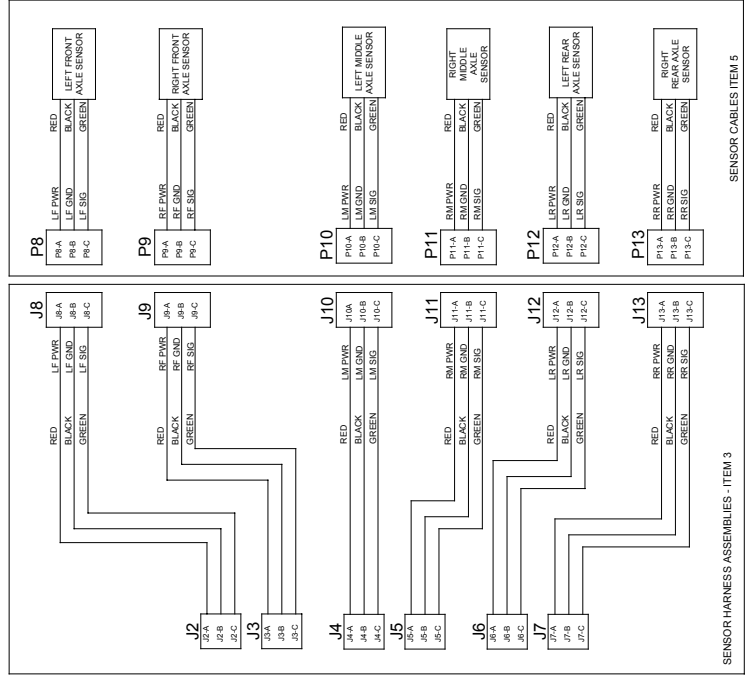 P8
P8-A
P8-B
P8-C
LF PWR
LF GND
LF SIG
RED
BLACK
GREEN
LEFT FRONT
AXLE SENSOR
P9
P9-A
P9-B
P9-C
RF PWR
RF GND
RF SIG
RED
BLACK
GREEN
RIGHT FRONT
AXLE SENSOR
P10
P10-A
P10-B
P10-C
LM PWR
LM GND
LM SIG
RED
BLACK
GREEN
LEFT MIDDLE
AXLE SENSOR
P11
P11-A
P11-B
P11-C
RM PWR
RM GND
RM SIG
RED
BLACK
GREEN
RIGHT
MIDDLE
AXLE
SENSOR
P12
P12-A
P12-B
P12-C
LR PWR
LR GND
LR SIG
RED
BLACK
GREEN
LEFT REAR
AXLE SENSOR
P13
P13-A
P13-B
P13-C
RR PWR
RR GND
RR SIG
RED
BLACK
GREEN
RIGHT
REAR AXLE
SENSOR
SENSOR CABLES ITEM 5
J2
J2-A
J2-B
J2-C
RED
BLACK
GREEN
LF PWR
LF GND
LF SIG
J8
J8-A
J8-B
J8-C
J3
J3-A
J3-B
J3-C
RED
BLACK
GREEN
RF PWR
RF GND
RF SIG
J9
J9-A
J9-B
J9-C
J4
J4-A
J4-B
J4-C
RED
BLACK
GREEN
LM PWR
LM GND
LM SIG
J10
J10A
J10-B
J10-C
J5
J5-A
J5-B
J5-C
RED
BLACK
GREEN
RM PWR
RM GND
RM SIG
J11
J11-A
J11-B
J11-C
J6
J6-A
J6-B
J6-C
RED
BLACK
GREEN
LR PWR
LR GND
LR SIG
J12
J12-A
J12-B
J12-C
J7
J7-A
J7-B
J7-C
RED
BLACK
GREEN
RR PWR
RR GND
RR SIG
J13
J13-A
J13-B
J13-C
SENSOR HARNESS ASSEMBLIES - ITEM 3